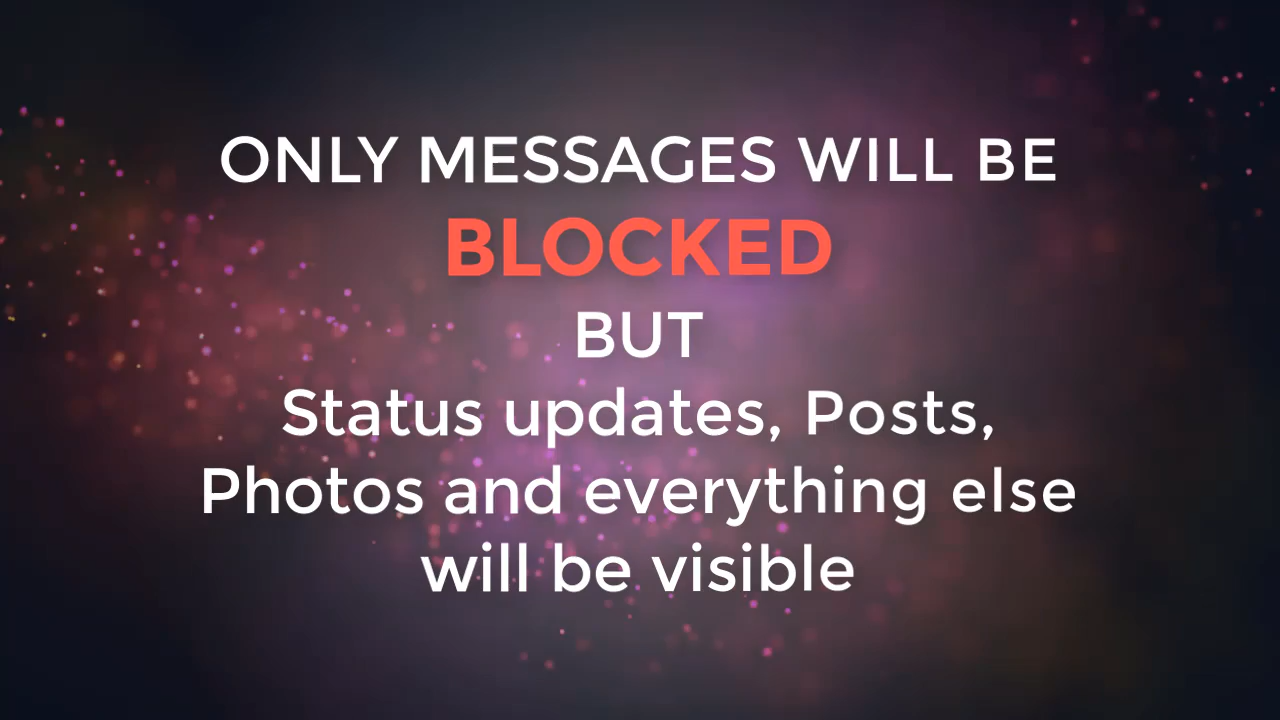 ONLY MESSAGES WILL BE
BLOCKED
BUT
Status updates, Posts,
Photos and everything else
will be visible